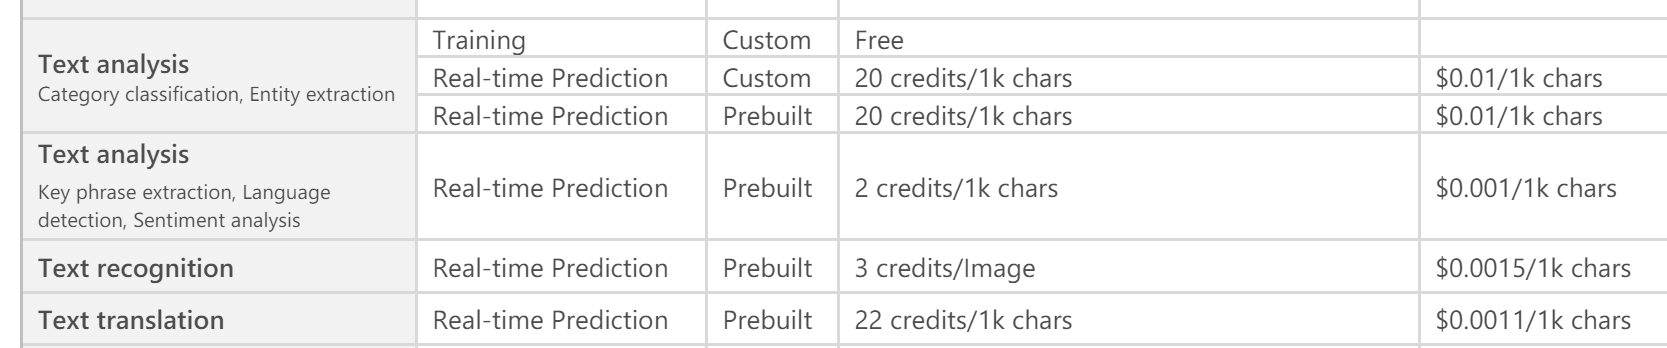 Training Custom Free
Text analysis
Category classification, Entity extraction
Real-time Prediction Custom 20 credits/1k chars $0.01/1k chars
Real-time Prediction Prebuilt 20 credits/1k chars $0.01/1k chars
Text analysis
Key phrase extraction, Language
detection, Sentiment analysis
Real-time Prediction Prebuilt 2 credits/1k chars $0.001/1k chars
Text recognition Real-time Prediction Prebuilt 3 credits/Image $0.0015/1k chars
Text translation Real-time Prediction Prebuilt 22 credits/1k chars $0.0011/1k chars